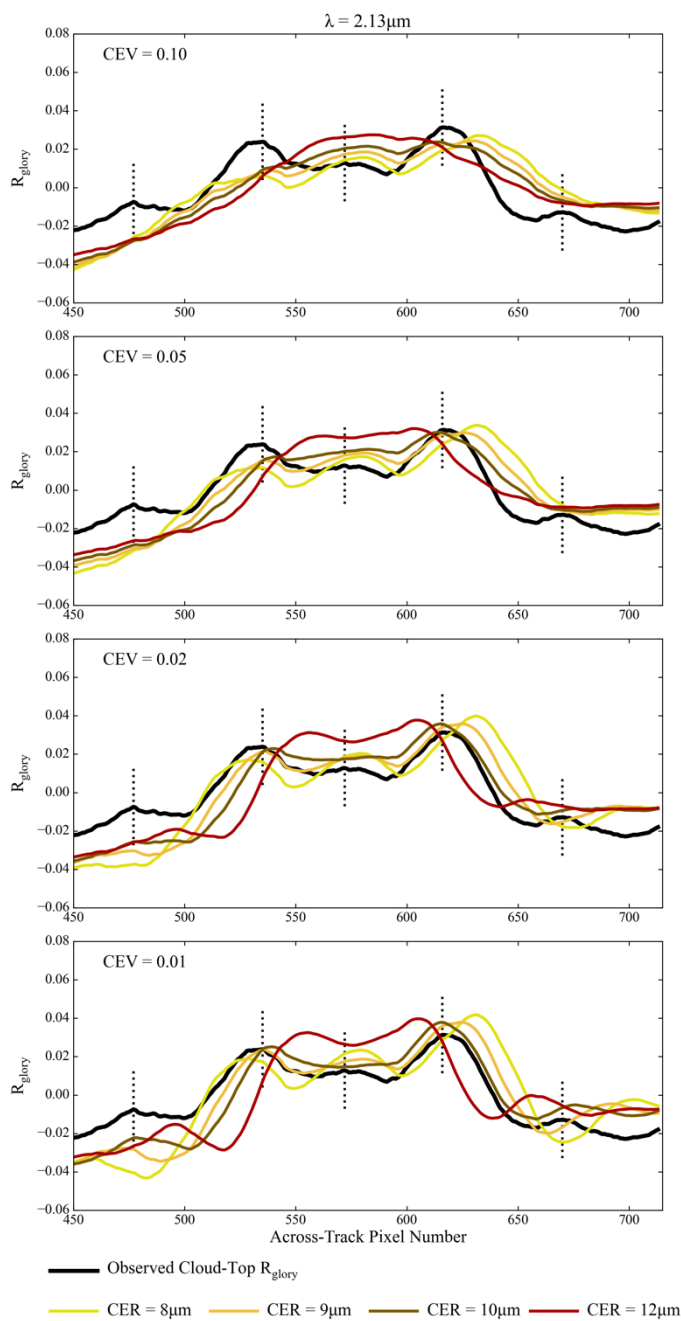 λ = 2.13μm
0.08
CEV = 0.10
0.06
0.04
0.02
R_glory
0.00
−0.02
−0.04
−0.06
450 500 550 600 650 700
0.08
CEV = 0.05
0.06
0.04
0.02
R_glory
0.00
−0.02
−0.04
−0.06
450 500 550 600 650 700
0.08
CEV = 0.02
0.06
0.04
0.02
R_glory
0.00
−0.02
−0.04
−0.06
450 500 550 600 650 700
0.08
CEV = 0.01
0.06
0.04
0.02
R_glory
0.00
−0.02
−0.04
−0.06
450 500 550 600 650 700
Across-Track Pixel Number
Observed Cloud-Top R_glory
CER = 8μm CER = 9μm CER = 10μm CER = 12μm